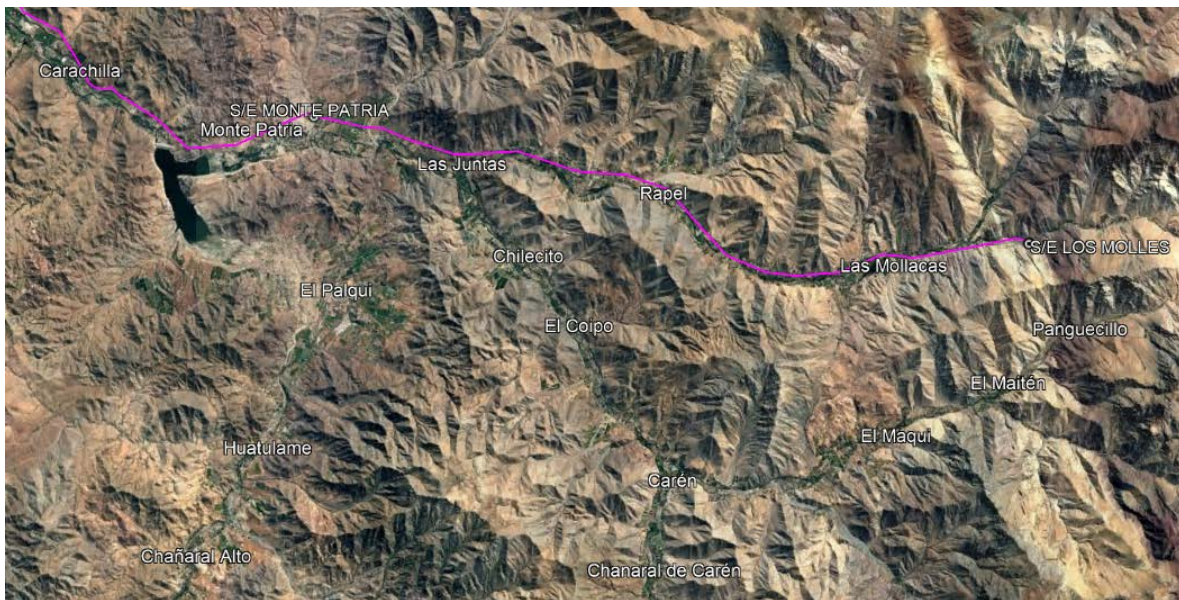 Carachilla
S/E MONTE PATRIA
Monte Patria
Las Juntas
Rapel
S/E LOS MOLLES
Chilecito
Las Mollacas
El Palqui
El Coipo
Panguecillo
El Maitén
El Maqui
Huatulame
Carén
Chañaral Alto
Chanaral de Carén